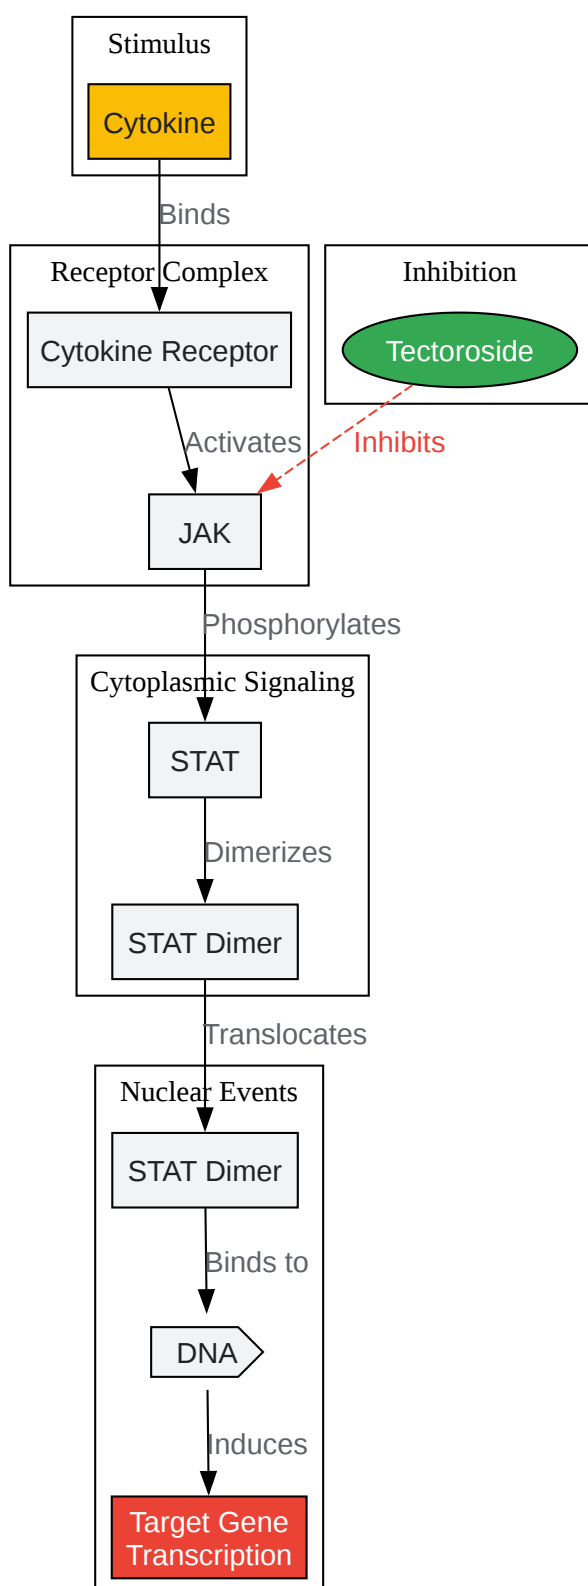 Stimulus
Cytokine
Binds
Receptor Complex
Inhibition
Cytokine Receptor
Tectoroside
Activates
Inhibits
JAK
Phosphorylates
Cytoplasmic Signaling
STAT
Dimerizes
STAT Dimer
Translocates
Nuclear Events
STAT Dimer
Binds to
DNA
Induces
Target Gene
Transcription